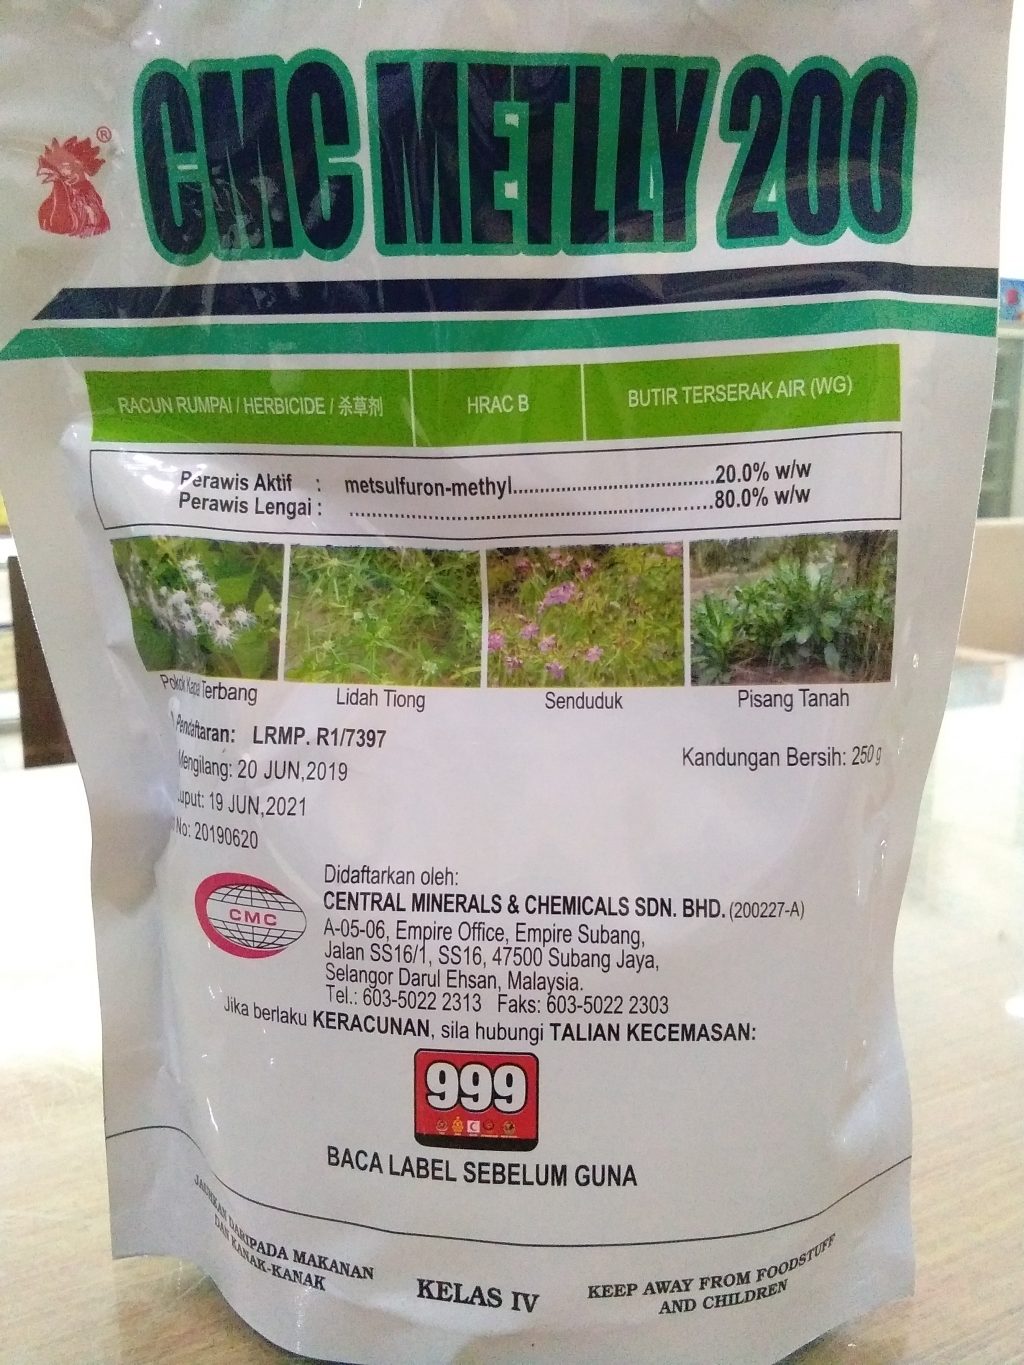 ®
CMC METLLY 200
RACUN RUMPAI / HERBICIDE / 杀草剂
HRAC B
BUTIR TERSERAK AIR (WG)
Perawis Aktif : metsulfuron-methyl........................................20.0% w/w
Perawis Lengai : ..........................................................80.0% w/w
Pokok Kapa Terbang
Lidah Tiong
Senduduk
Pisang Tanah
Pendaftaran: LRMP. R1/7397
Mengilang: 20 JUN,2019
Kandungan Bersih: 250 g
uput: 19 JUN,2021
No: 20190620
CMC
Didaftarkan oleh:
CENTRAL MINERALS & CHEMICALS SDN. BHD. (200227-A)
A-05-06, Empire Office, Empire Subang,
Jalan SS16/1, SS16, 47500 Subang Jaya,
Selangor Darul Ehsan, Malaysia.
Tel.: 603-5022 2313 Faks: 603-5022 2303
Jika berlaku KERACUNAN, sila hubungi TALIAN KECEMASAN:
999
BACA LABEL SEBELUM GUNA
JAUHKAN DARIPADA MAKANAN
DAN KANAK-KANAK
KELAS IV
KEEP AWAY FROM FOODSTUFF
AND CHILDREN